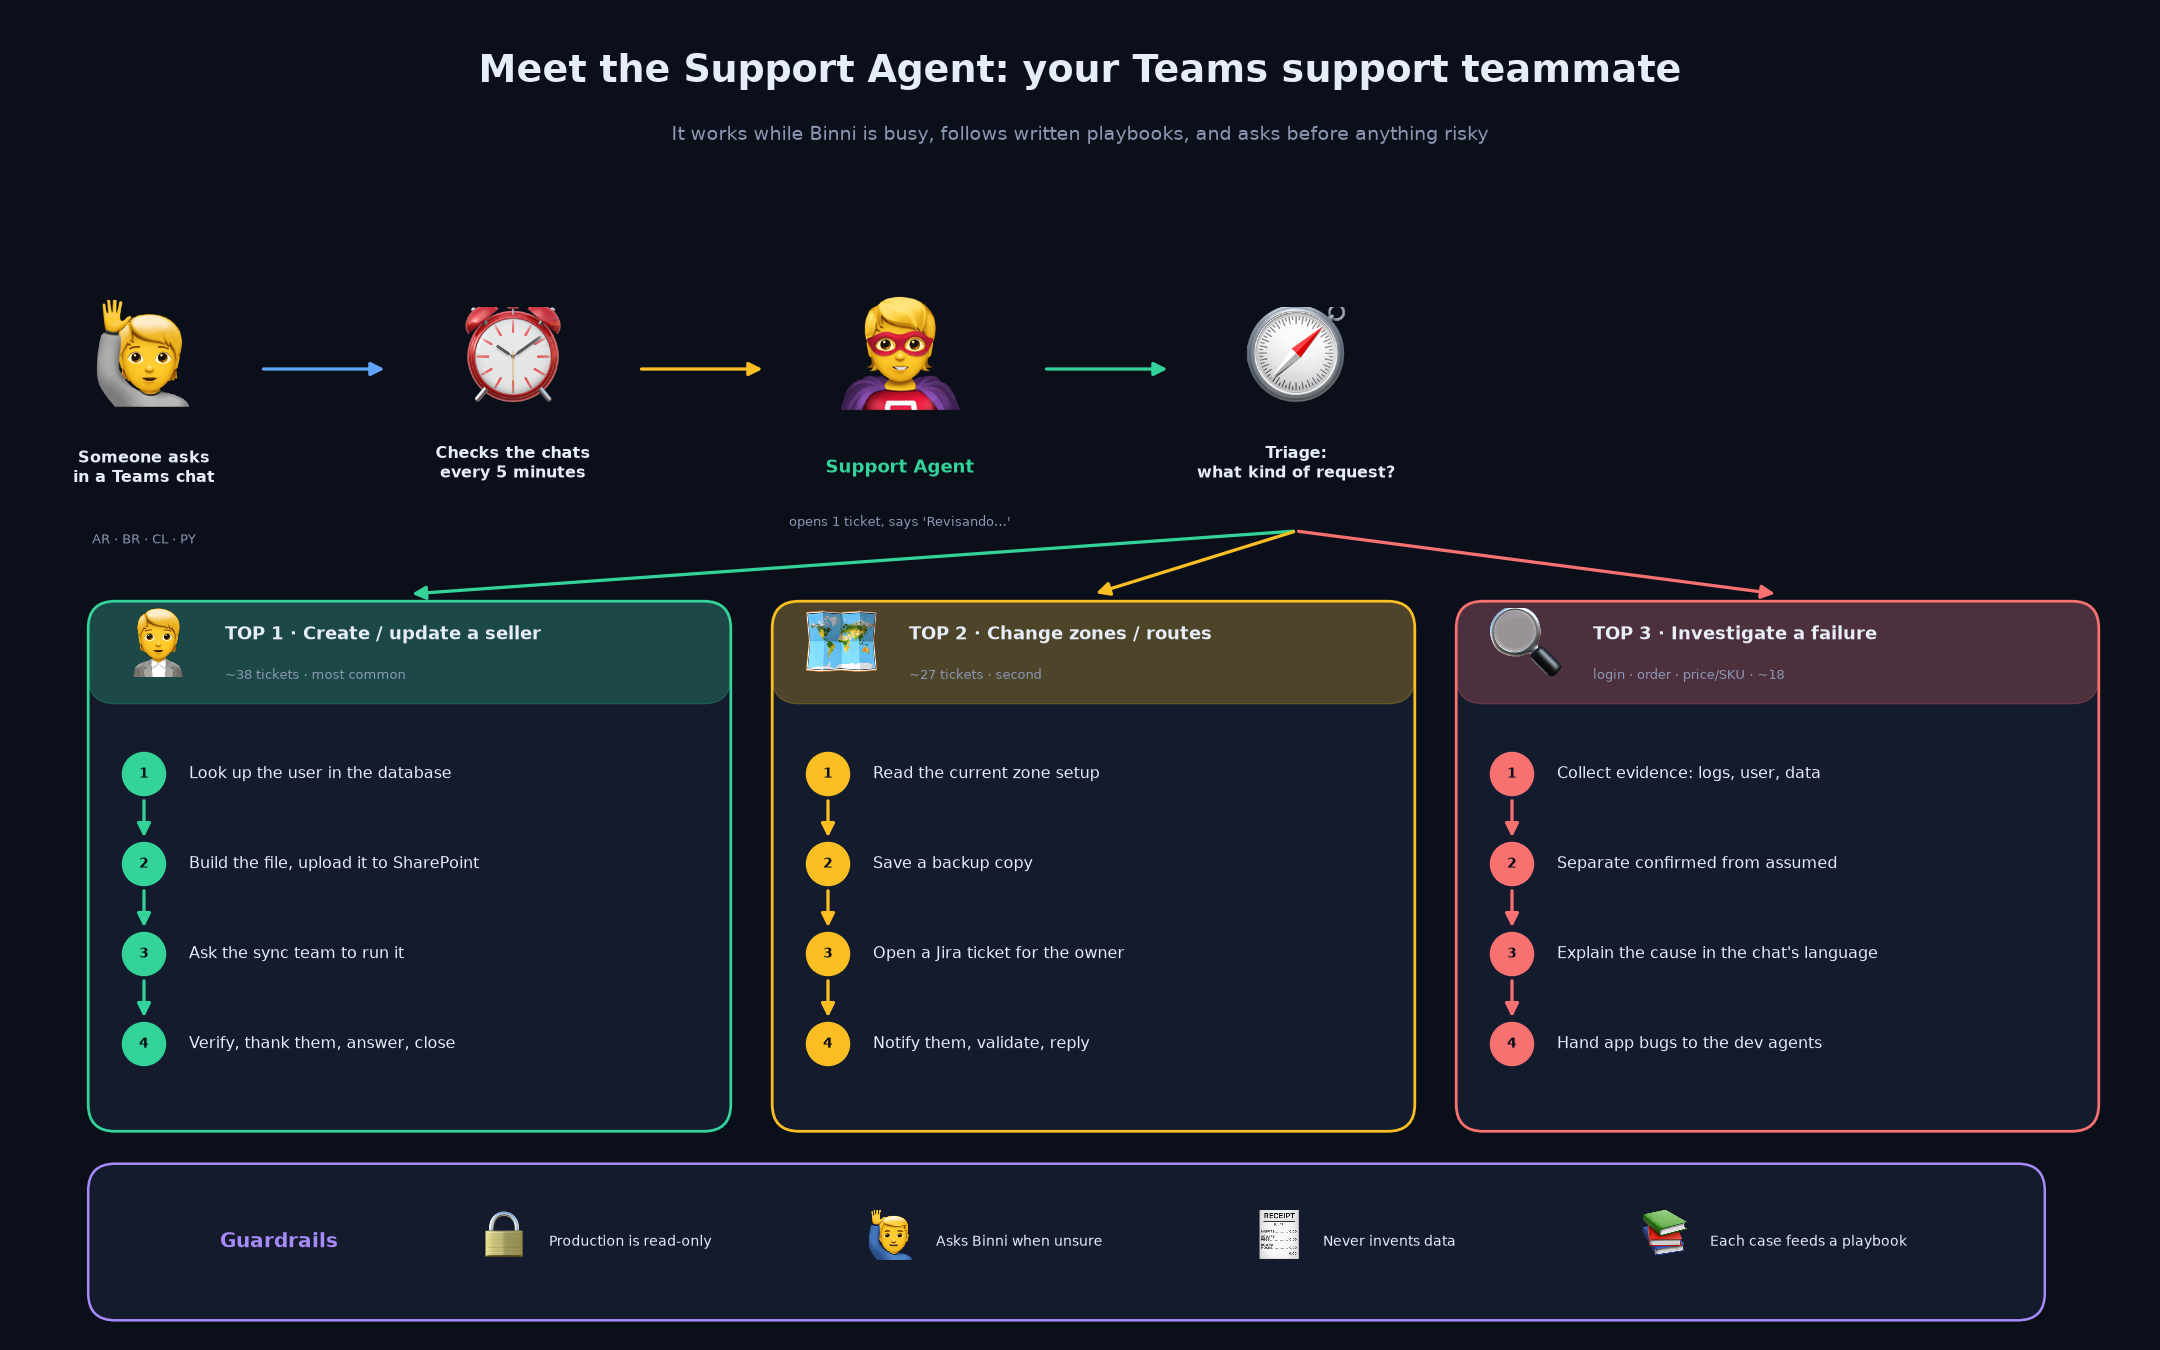 Meet the Support Agent: your Teams support teammate
It works while Binni is busy, follows written playbooks, and asks before anything risky
Someone asks
in a Teams chat
AR · BR · CL · PY
Checks the chats
every 5 minutes
Support Agent
opens 1 ticket, says 'Revisando...'
Triage:
what kind of request?
TOP 1 · Create / update a seller
~38 tickets · most common
1
Look up the user in the database
2
Build the file, upload it to SharePoint
3
Ask the sync team to run it
4
Verify, thank them, answer, close
TOP 2 · Change zones / routes
~27 tickets · second
1
Read the current zone setup
2
Save a backup copy
3
Open a Jira ticket for the owner
4
Notify them, validate, reply
TOP 3 · Investigate a failure
login · order · price/SKU · ~18
1
Collect evidence: logs, user, data
2
Separate confirmed from assumed
3
Explain the cause in the chat's language
4
Hand app bugs to the dev agents
Guardrails
Production is read-only
Asks Binni when unsure
RECEIPT
Never invents data
Each case feeds a playbook